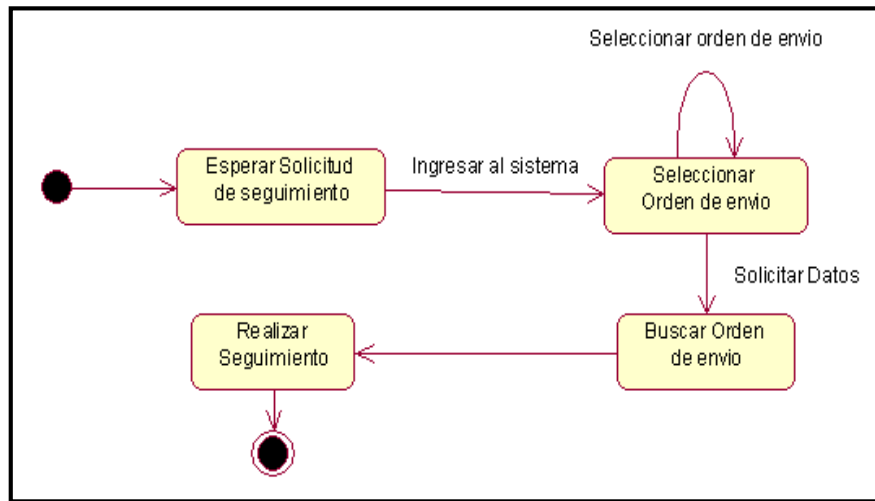 Seleccionar orden de envio
Esperar Solicitud
de seguimiento
Ingresar al sistema
Seleccionar
Orden de envio
Solicitar Datos
Realizar
Seguimiento
Buscar Orden
de envio